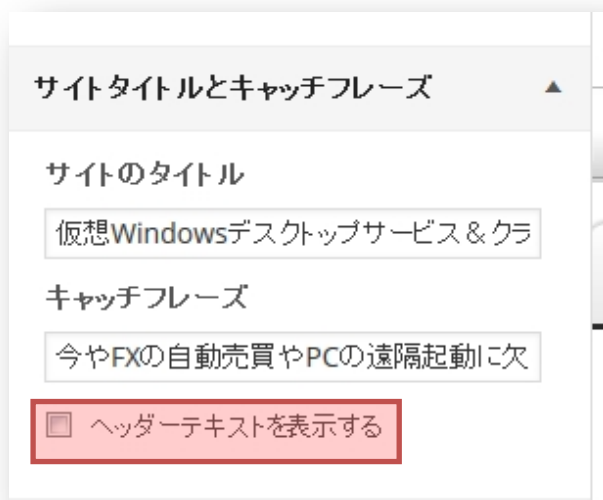 サイトタイトルとキャッチフレーズ
サイトのタイトル
仮想Windowsデスクトップサービス＆クラ
キャッチフレーズ
今やFXの自動売買やPCの遠隔起動に欠
ヘッダーテキストを表示する